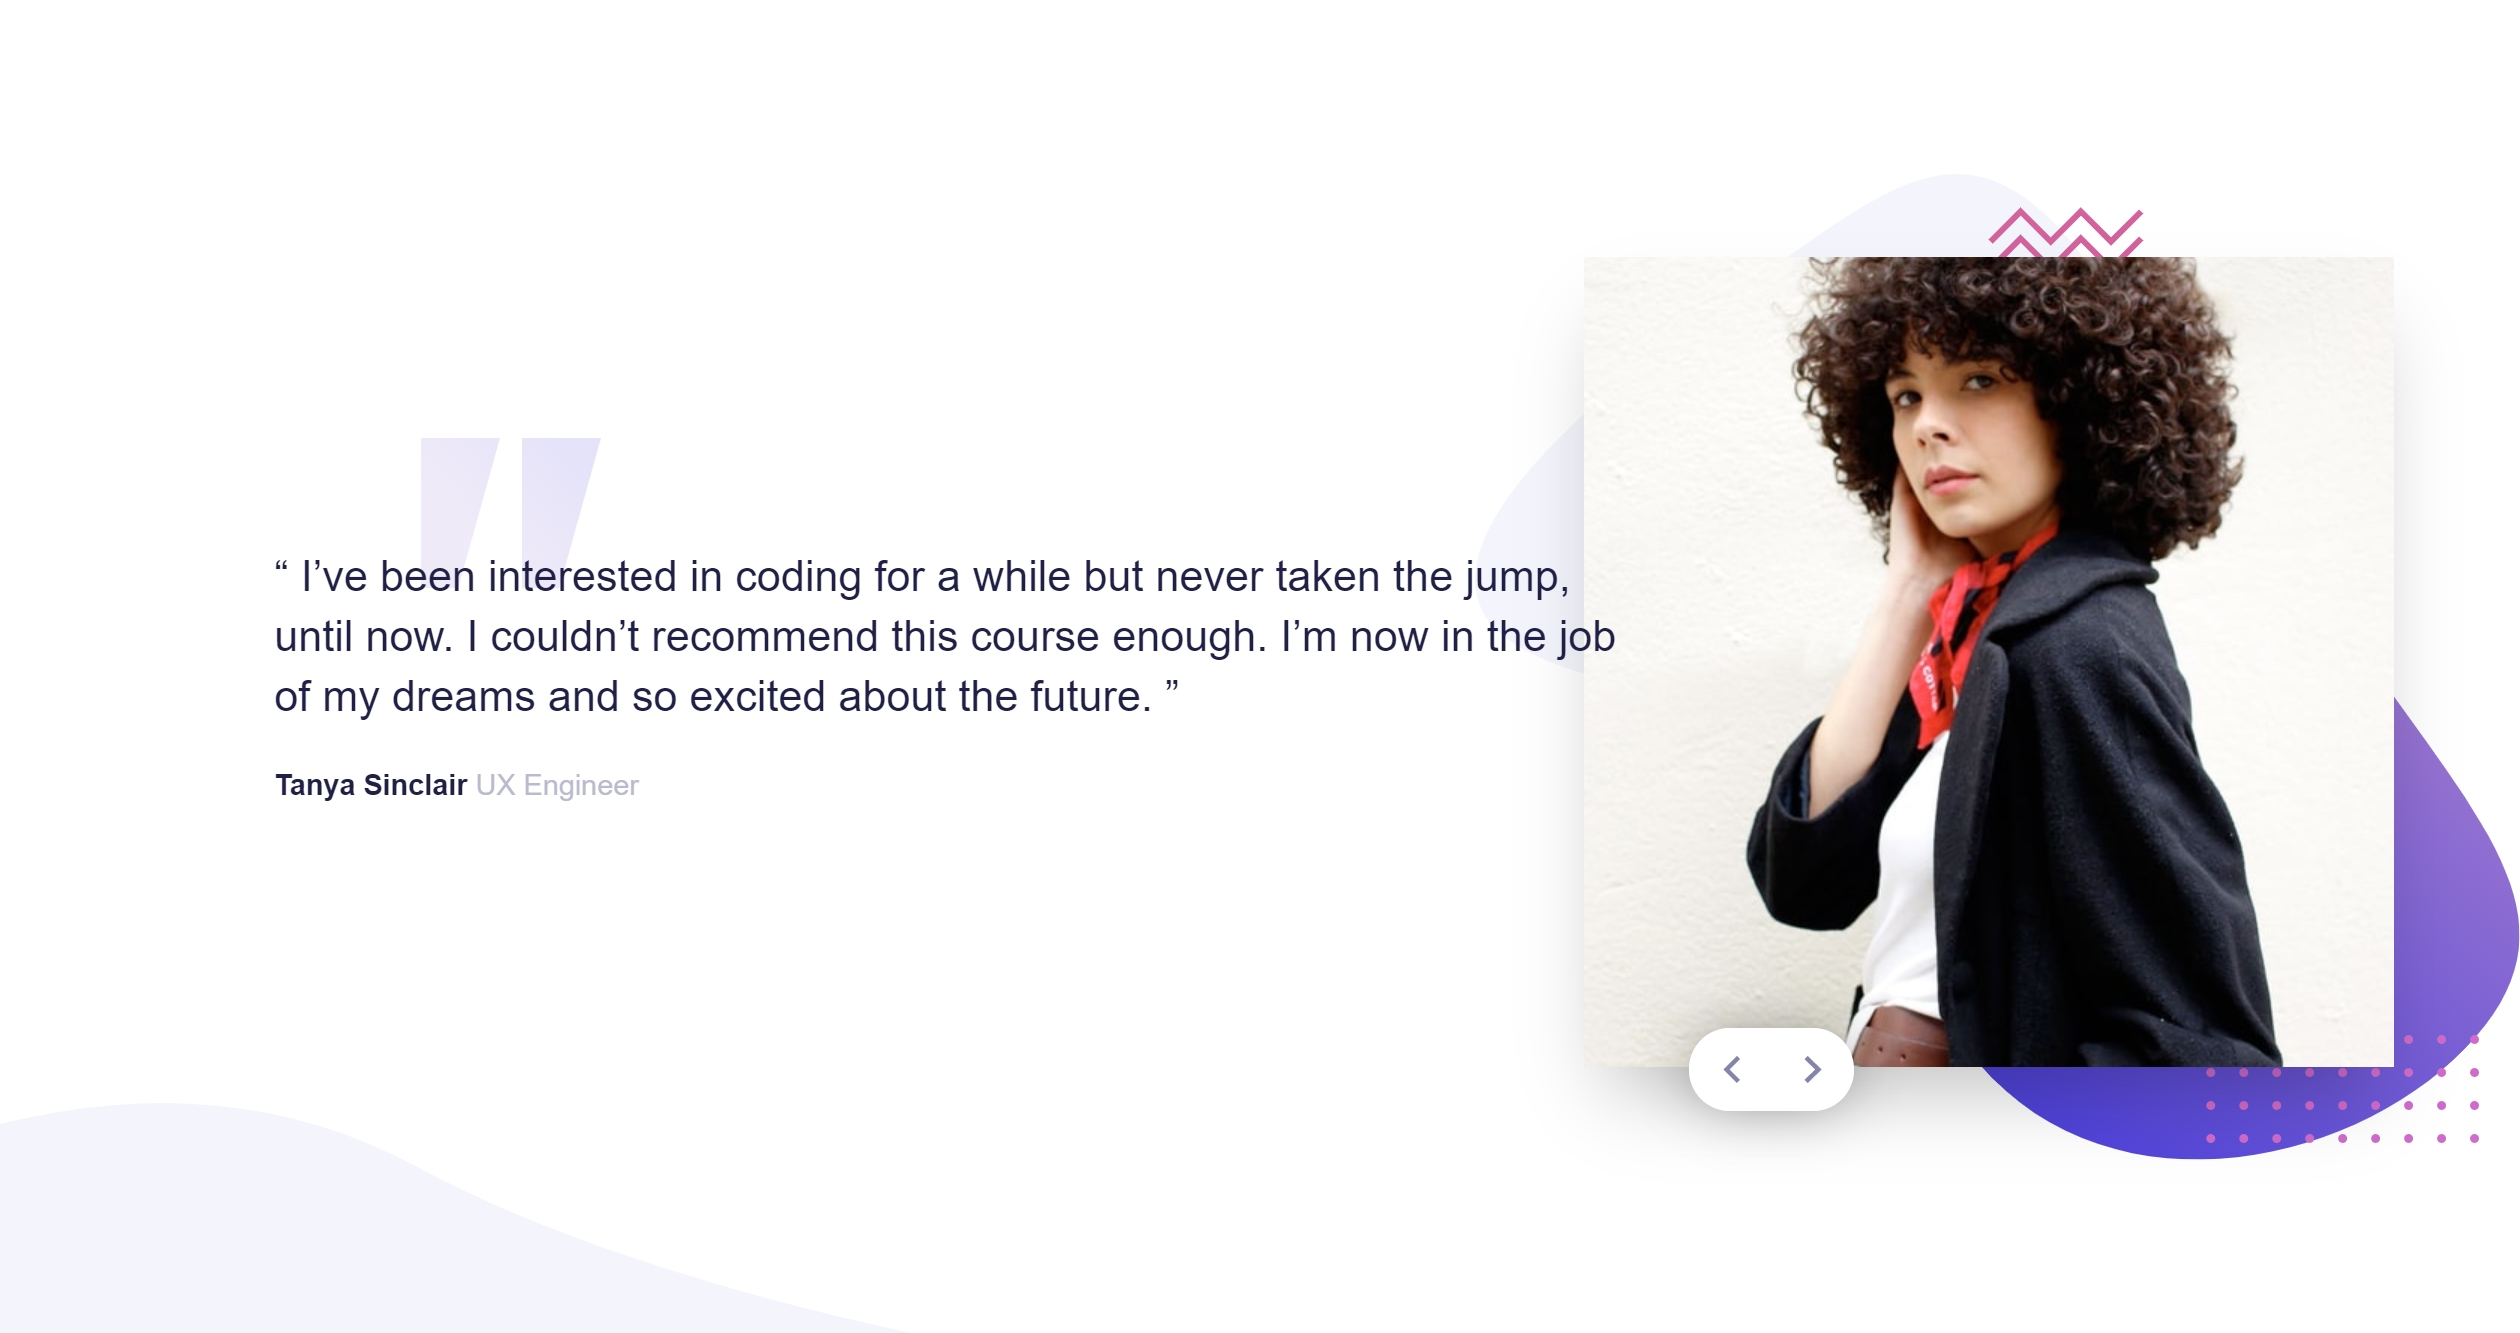 “ I’ve been interested in coding for a while but never taken the jump,
until now. I couldn’t recommend this course enough. I’m now in the job
of my dreams and so excited about the future. ”
Tanya Sinclair UX Engineer